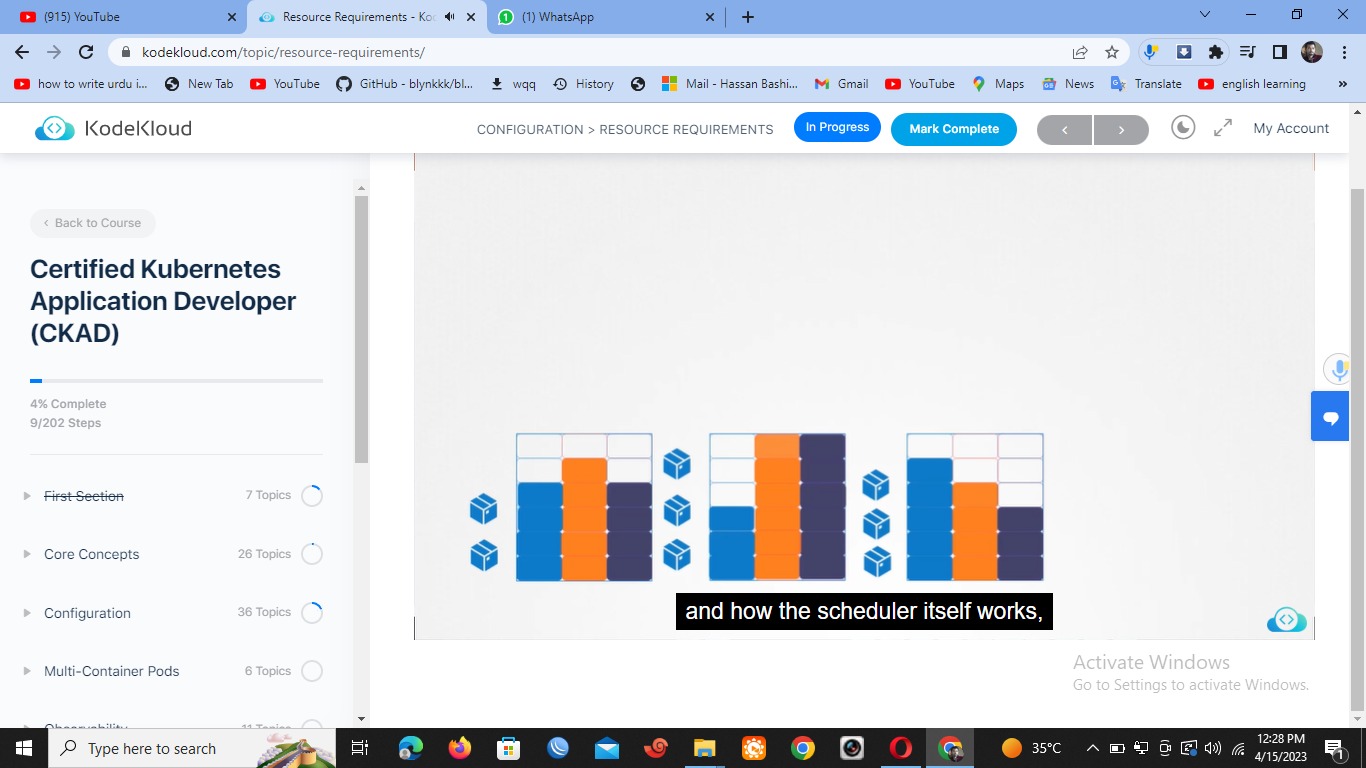 (915) YouTube
Resource Requirements - Kod
(1) WhatsApp
kodekloud.com/topic/resource-requirements/
how to write urdu i...
New Tab
YouTube
GitHub - blynkkk/bl...
wqq
History
Mail - Hassan Bashi...
Gmail
YouTube
Maps
News
Translate
english learning
»
KodeKloud
CONFIGURATION > RESOURCE REQUIREMENTS
In Progress
Mark Complete
My Account
Back to Course
Certified Kubernetes
Application Developer
(CKAD)
4% Complete
9/202 Steps
First Section
7 Topics
Core Concepts
26 Topics
Configuration
36 Topics
Multi-Container Pods
6 Topics
Observability
11 Topics
and how the scheduler itself works,
Activate Windows
Go to Settings to activate Windows.
Type here to search
35°C
12:28 PM
4/15/2023
1